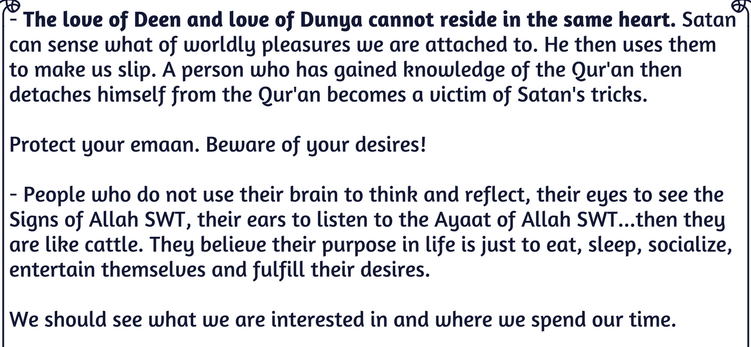 - The love of Deen and love of Dunya cannot reside in the same heart. Satan
can sense what of worldly pleasures we are attached to. He then uses them
to make us slip. A person who has gained knowledge of the Qur'an then
detaches himself from the Qur'an becomes a victim of Satan's tricks.
Protect your emaan. Beware of your desires!
- People who do not use their brain to think and reflect, their eyes to see the
Signs of Allah SWT, their ears to listen to the Ayaat of Allah SWT...then they
are like cattle. They believe their purpose in life is just to eat, sleep, socialize,
entertain themselves and fulfill their desires.
We should see what we are interested in and where we spend our time.